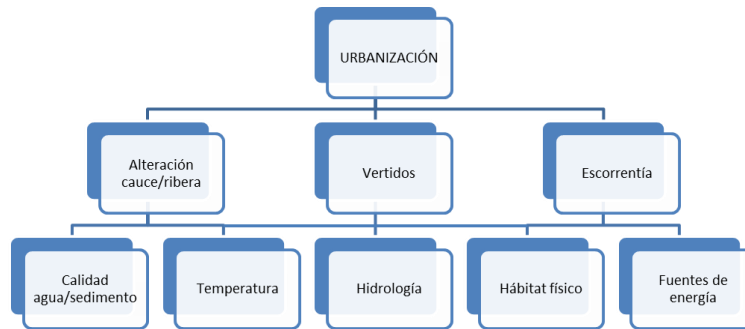 URBANIZACIÓN
Alteración
cauce/ribera
Vertidos
Escorrentía
Calidad
agua/sedimento
Temperatura
Hidrología
Hábitat físico
Fuentes de
energía